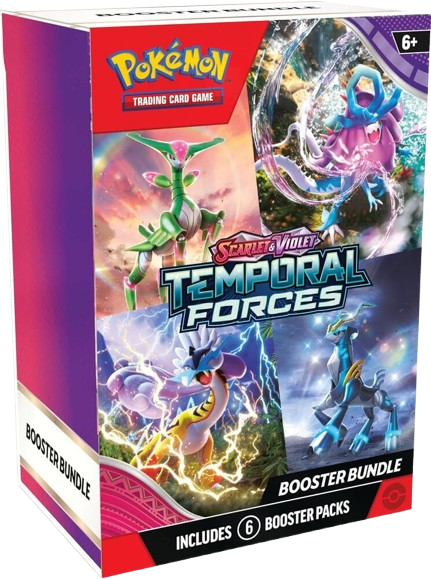 BOOSTER BUNDLE
POKéMON
TRADING CARD GAME
6+
SCARLET & VIOLET
TEMPORAL
FORCES
BOOSTER BUNDLE
BOOSTER BUNDLE
INCLUDES 6 BOOSTER PACKS